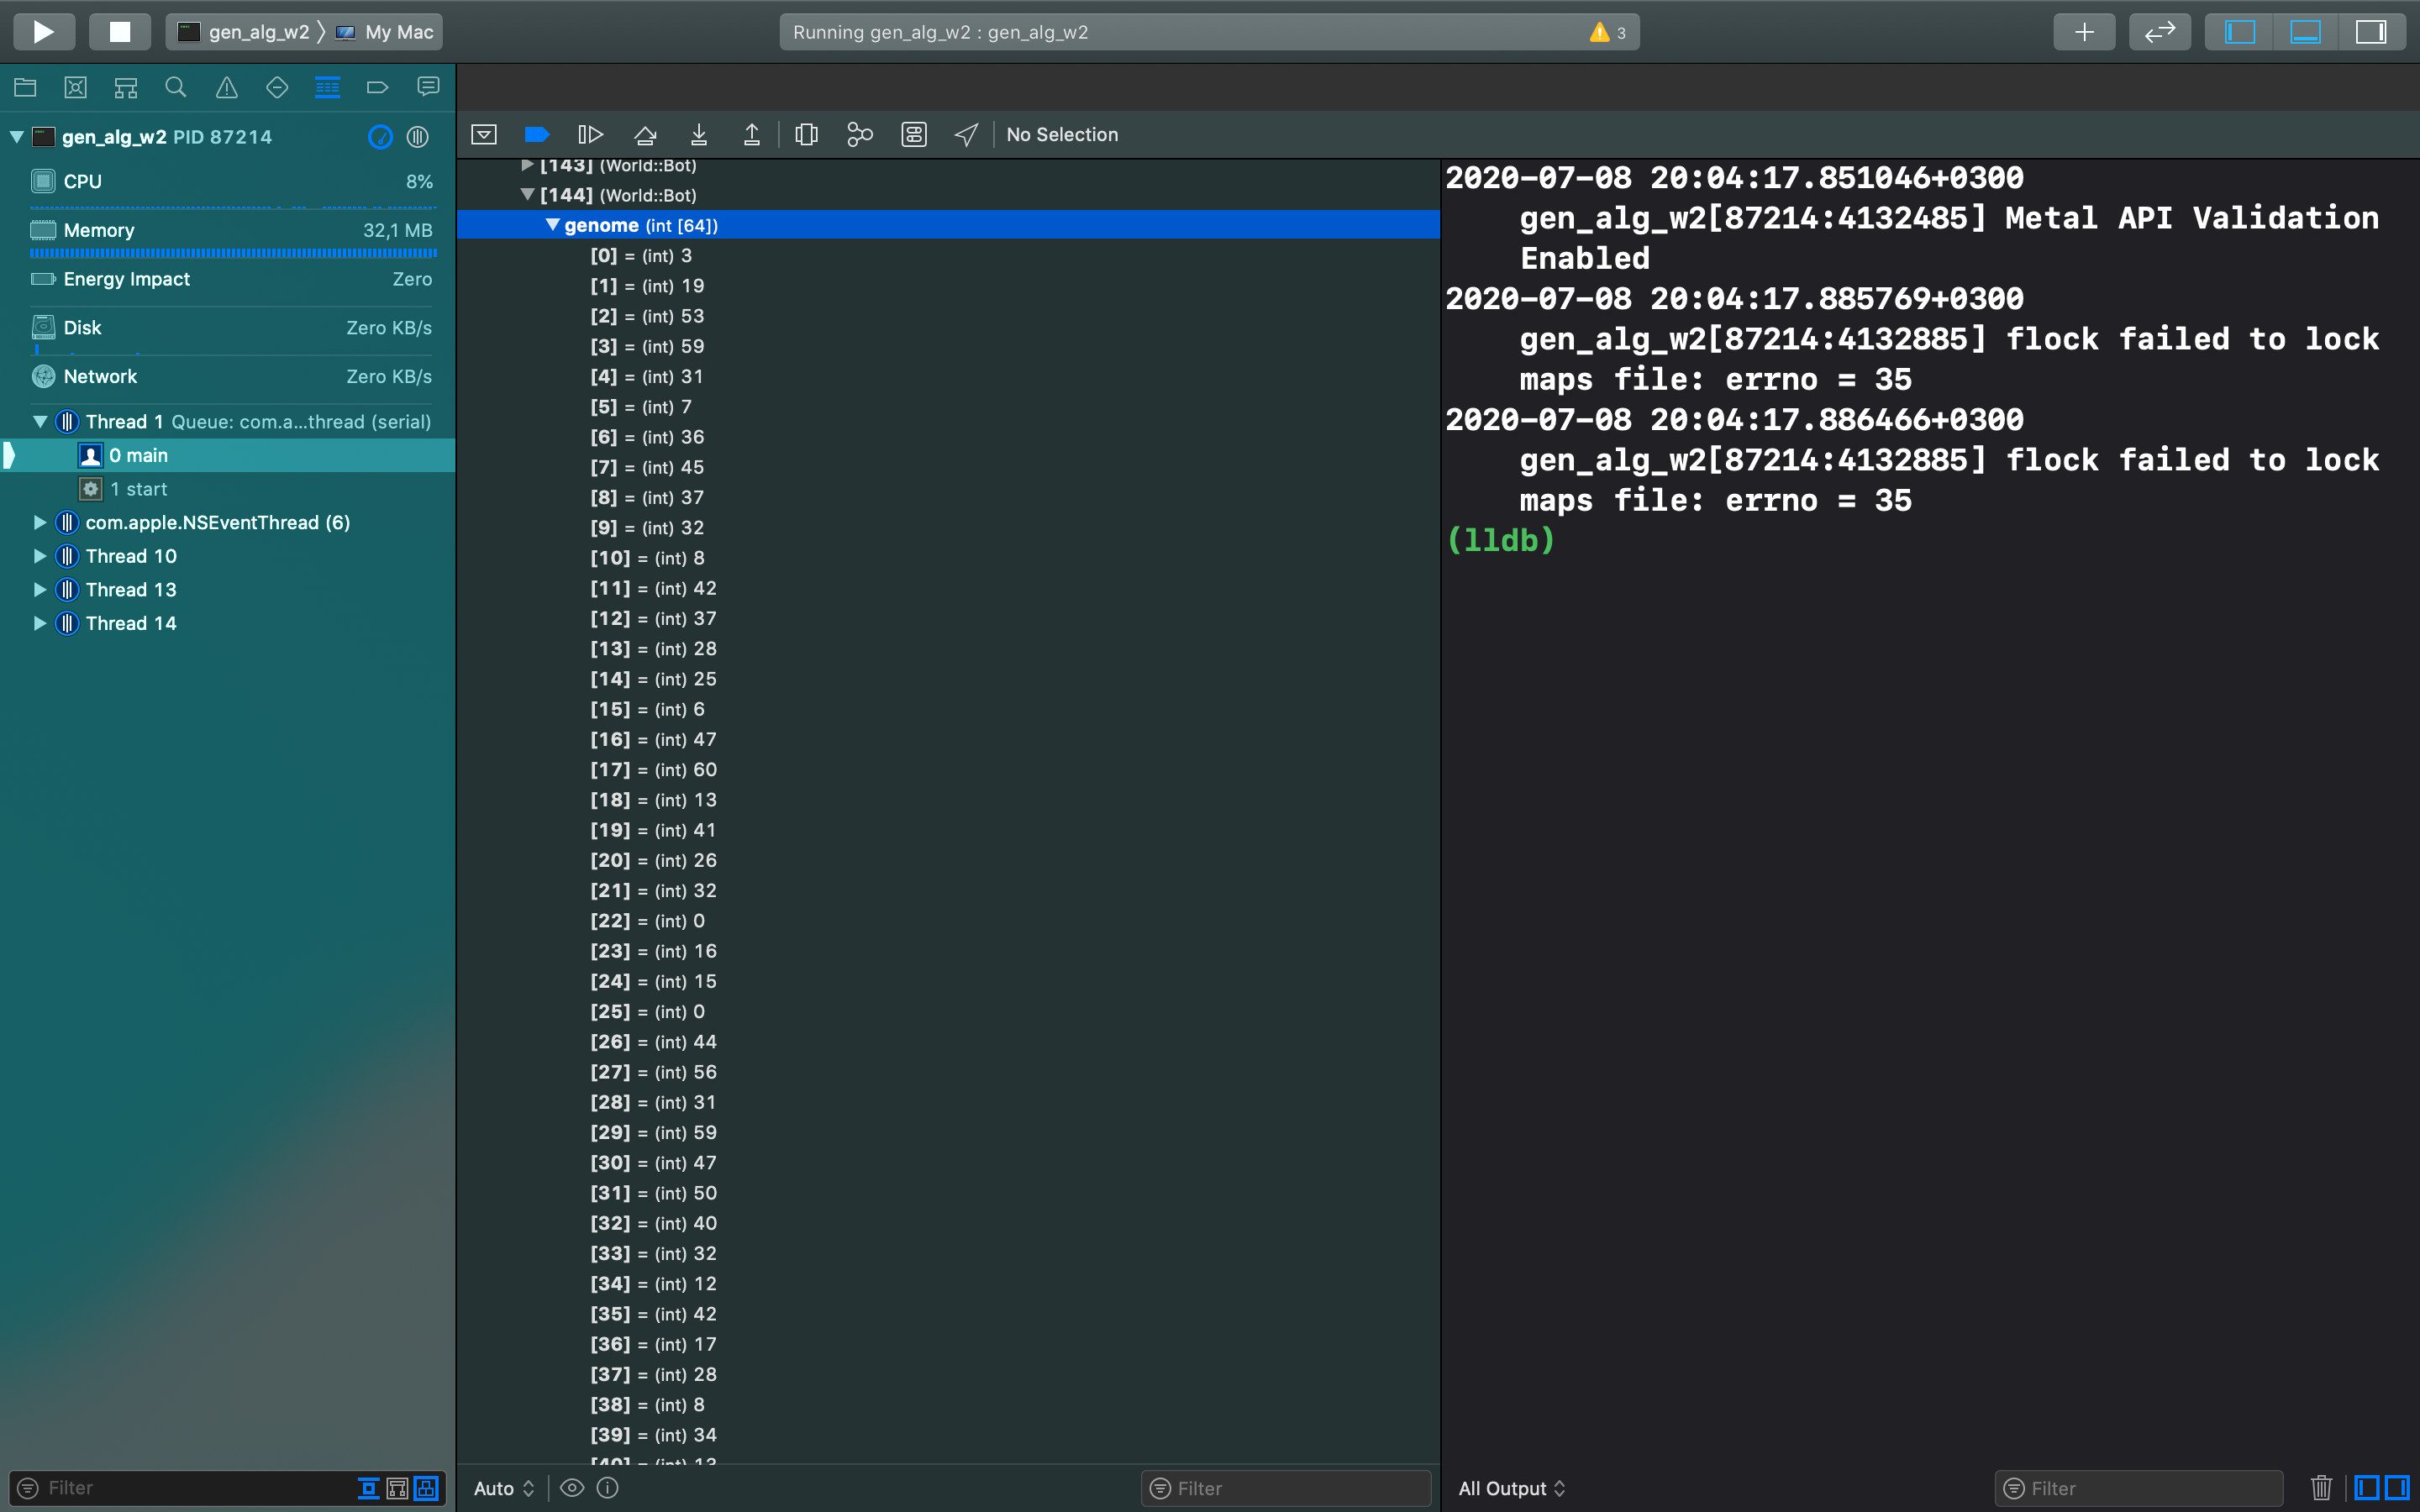 gen_alg_w2 〉 My Mac
Running gen_alg_w2 : gen_alg_w2
3
gen_alg_w2 PID 87214
CPU 8%
Memory 32,1 MB
Energy Impact Zero
Disk Zero KB/s
Network Zero KB/s
Thread 1 Queue: com.a...thread (serial)
0 main
1 start
com.apple.NSEventThread (6)
Thread 10
Thread 13
Thread 14
Filter
No Selection
[143] (World::Bot)
[144] (World::Bot)
genome (int [64])
[0] = (int) 3
[1] = (int) 19
[2] = (int) 53
[3] = (int) 59
[4] = (int) 31
[5] = (int) 7
[6] = (int) 36
[7] = (int) 45
[8] = (int) 37
[9] = (int) 32
[10] = (int) 8
[11] = (int) 42
[12] = (int) 37
[13] = (int) 28
[14] = (int) 25
[15] = (int) 6
[16] = (int) 47
[17] = (int) 60
[18] = (int) 13
[19] = (int) 41
[20] = (int) 26
[21] = (int) 32
[22] = (int) 0
[23] = (int) 16
[24] = (int) 15
[25] = (int) 0
[26] = (int) 44
[27] = (int) 56
[28] = (int) 31
[29] = (int) 59
[30] = (int) 47
[31] = (int) 50
[32] = (int) 40
[33] = (int) 32
[34] = (int) 12
[35] = (int) 42
[36] = (int) 17
[37] = (int) 28
[38] = (int) 8
[39] = (int) 34
Auto
Filter
2020-07-08 20:04:17.851046+0300
gen_alg_w2[87214:4132485] Metal API Validation
Enabled
2020-07-08 20:04:17.885769+0300
gen_alg_w2[87214:4132885] flock failed to lock
maps file: errno = 35
2020-07-08 20:04:17.886466+0300
gen_alg_w2[87214:4132885] flock failed to lock
maps file: errno = 35
(lldb)
All Output
Filter